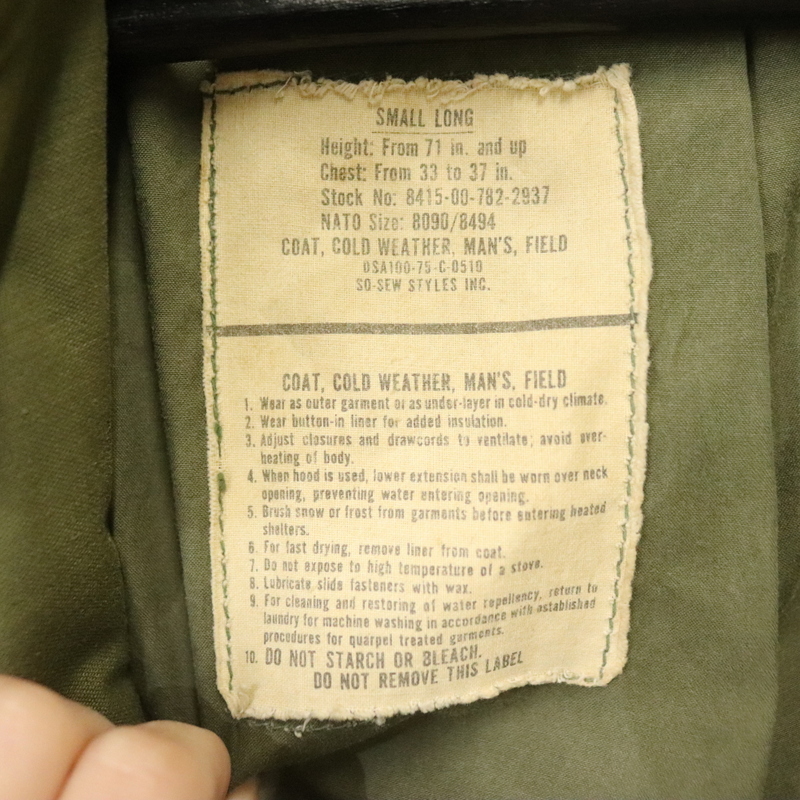 SMALL LONG
Height: From 71 in. and up
Chest: From 33 to 37 in.
Stock No: 8415-00-782-2937
NATO Size: 8090/8494
COAT, COLD WEATHER, MAN'S, FIELD
DSA100-75-C-0510
SO-SEW STYLES INC.
COAT, COLD WEATHER, MAN'S, FIELD
1. Wear as outer garment or as under-layer in cold-dry climate.
2. Wear button-in liner for added insulation.
3. Adjust closures and drawcords to ventilate; avoid over-
heating of body.
4. When hood is used, lower extension shall be worn over neck
opening, preventing water entering opening.
5. Brush snow or frost from garments before entering heated
shelters.
6. For fast drying, remove liner from coat.
7. Do not expose to high temperature of a stove.
8. Lubricate slide fasteners with wax.
9. For cleaning and restoring of water repellency, return to
laundry for machine washing in accordance with established
procedures for quarpel treated garments.
10. DO NOT STARCH OR BLEACH.
DO NOT REMOVE THIS LABEL